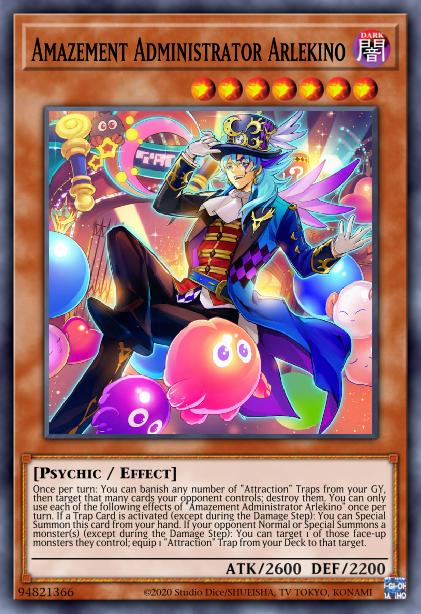 AMAZEMENT ADMINISTRATOR ARLEKINO
DARK
闇
?
[PSYCHIC / EFFECT]
Once per turn: You can banish any number of "Attraction" Traps from your GY,
then target that many cards your opponent controls; destroy them. You can only
use each of the following effects of "Amazement Administrator Arlekino" once per
turn. If a Trap Card is activated (except during the Damage Step): You can Special
Summon this card from your hand. If your opponent Normal or Special Summons a
monster(s) (except during the Damage Step): You can target 1 of those face-up
monsters they control; equip 1 "Attraction" Trap from your Deck to that target.
ATK/2600 DEF/2200
94821366
©2020 Studio Dice/SHUEISHA, TV TOKYO, KONAMI